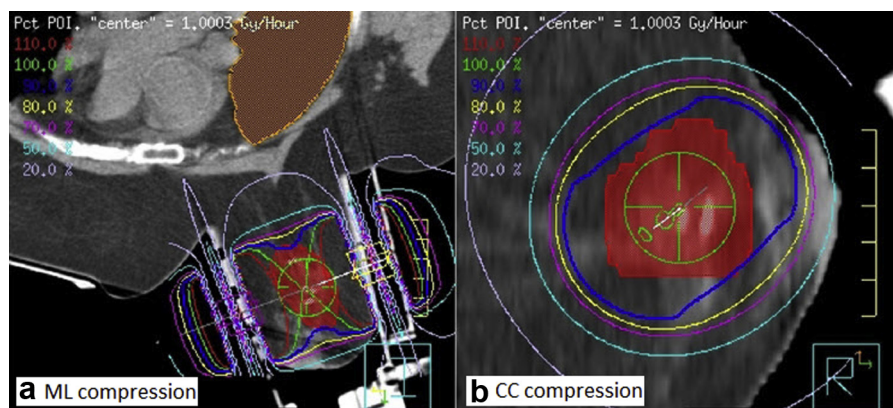 Pct POI. "center" = 1.0003 Gy/Hour
110.0 %
100.0 %
90.0 %
80.0 %
70.0 %
50.0 %
20.0 %
a ML compression
Pct POI. "center" = 1.0003 Gy/Hour
110.0 %
100.0 %
90.0 %
80.0 %
70.0 %
50.0 %
20.0 %
R
b CC compression